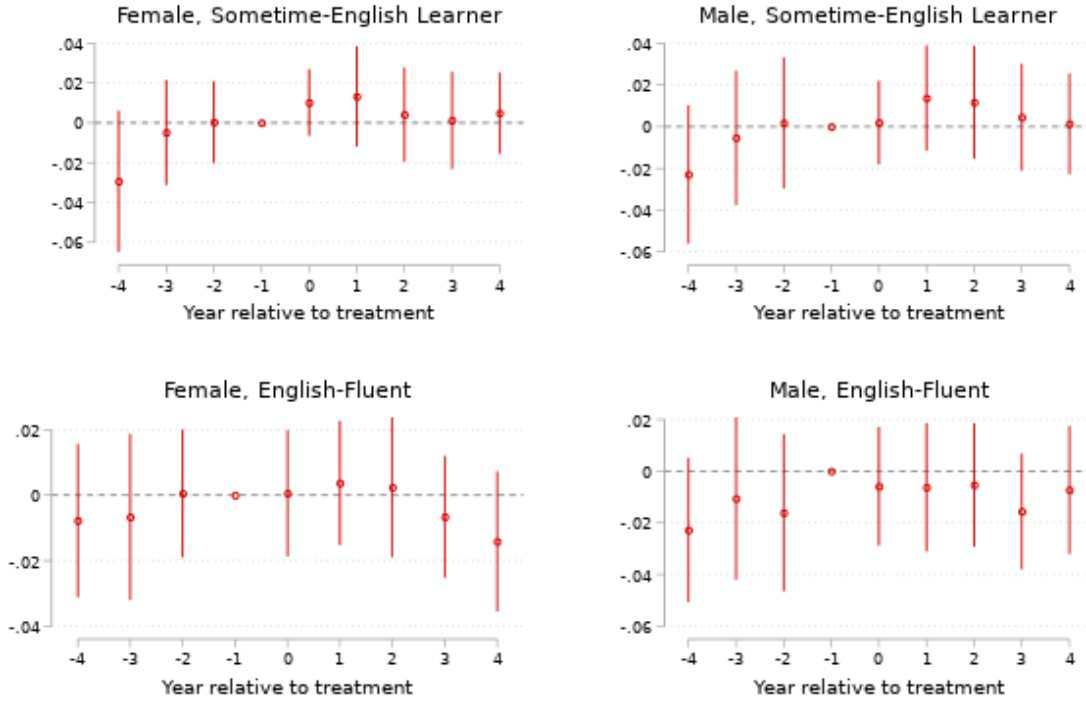 Female, Sometime-English Learner
.04
.02
0
-.02
-.04
-.06
-4 -3 -2 -1 0 1 2 3 4
Year relative to treatment
Male, Sometime-English Learner
.04
.02
0
-.02
-.04
-.06
-4 -3 -2 -1 0 1 2 3 4
Year relative to treatment
Female, English-Fluent
.02
0
-.02
-.04
-4 -3 -2 -1 0 1 2 3 4
Year relative to treatment
Male, English-Fluent
.02
0
-.02
-.04
-.06
-4 -3 -2 -1 0 1 2 3 4
Year relative to treatment